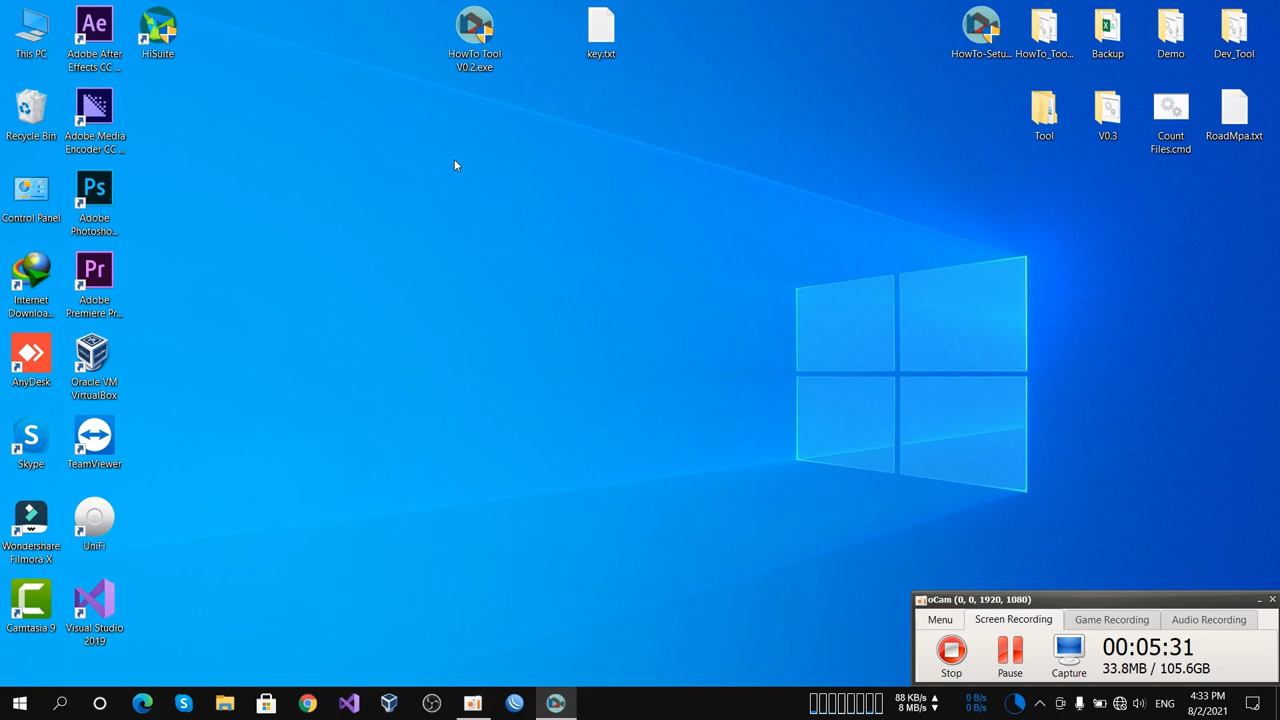 This PC
Adobe After
Effects CC ...
HiSuite
HowTo Tool
V0.2.exe
key.txt
HowTo-Setu...
HowTo_Too...
Backup
Demo
Dev_Tool
Recycle Bin
Adobe Media
Encoder CC ...
Tool
V0.3
Count
Files.cmd
RoadMpa.txt
Control Panel
Adobe
Photosho...
Internet
Downloa...
Adobe
Premiere Pr...
AnyDesk
Oracle VM
VirtualBox
Skype
TeamViewer
Wondershare
Filmora X
UniFi
Camtasia 9
Visual Studio
2019
oCam (0, 0, 1920, 1080)
Menu
Screen Recording
Game Recording
Audio Recording
Stop
Pause
Capture
00:05:31
33.8MB / 105.6GB
88 KB/s
8 MB/s
0 B/s
0 B/s
ENG
4:33 PM
8/2/2021